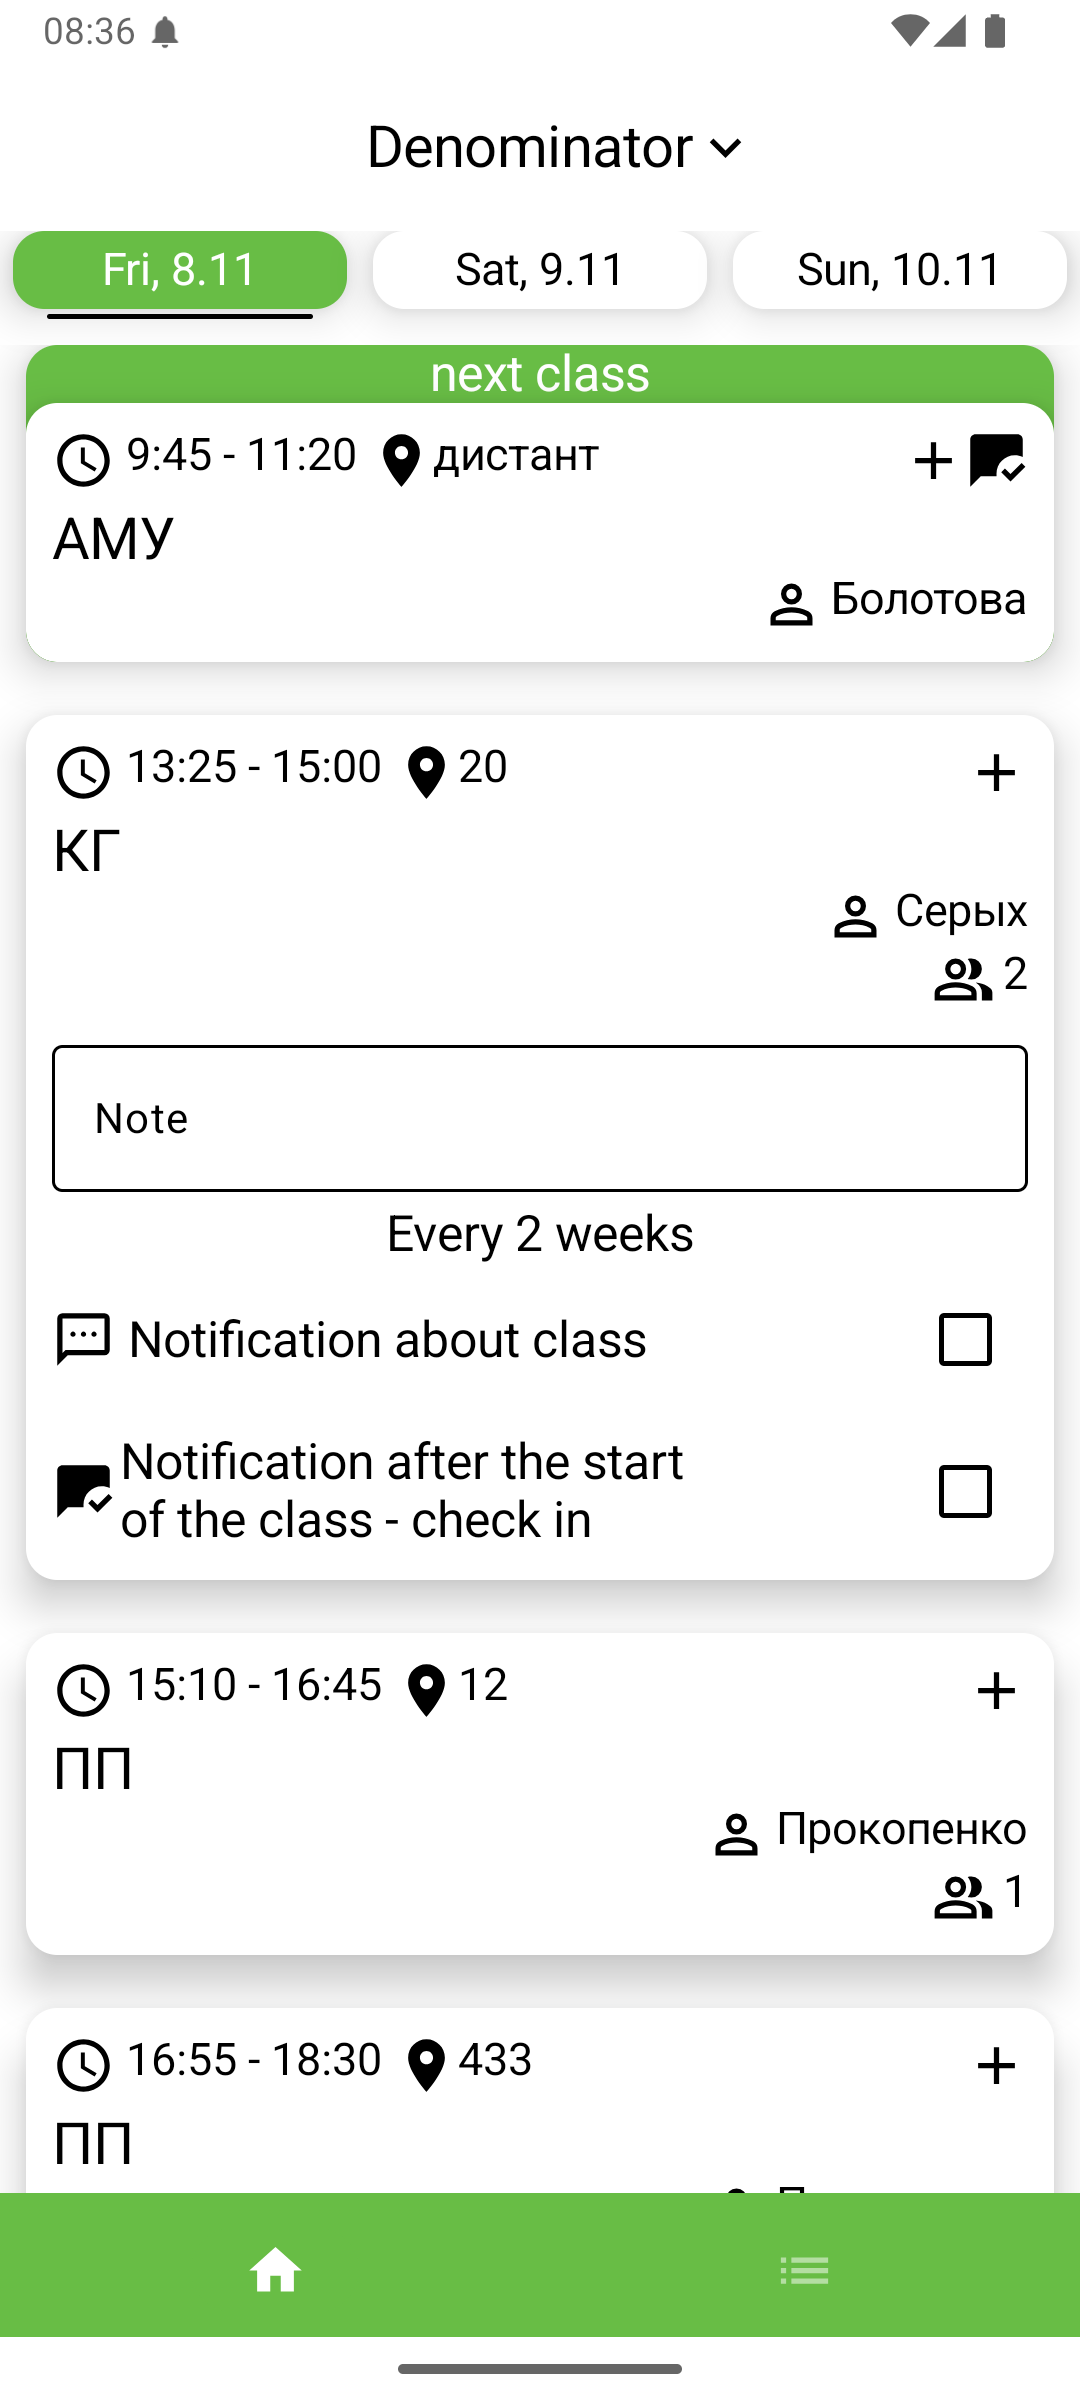 08:36
Denominator
Fri, 8.11 Sat, 9.11 Sun, 10.11
next class
9:45 - 11:20 дистант
АМУ
Болотова
13:25 - 15:00 20
КГ
Серых
2
Note
Every 2 weeks
Notification about class
Notification after the start
of the class - check in
15:10 - 16:45 12
ПП
Прокопенко
1
16:55 - 18:30 433
ПП